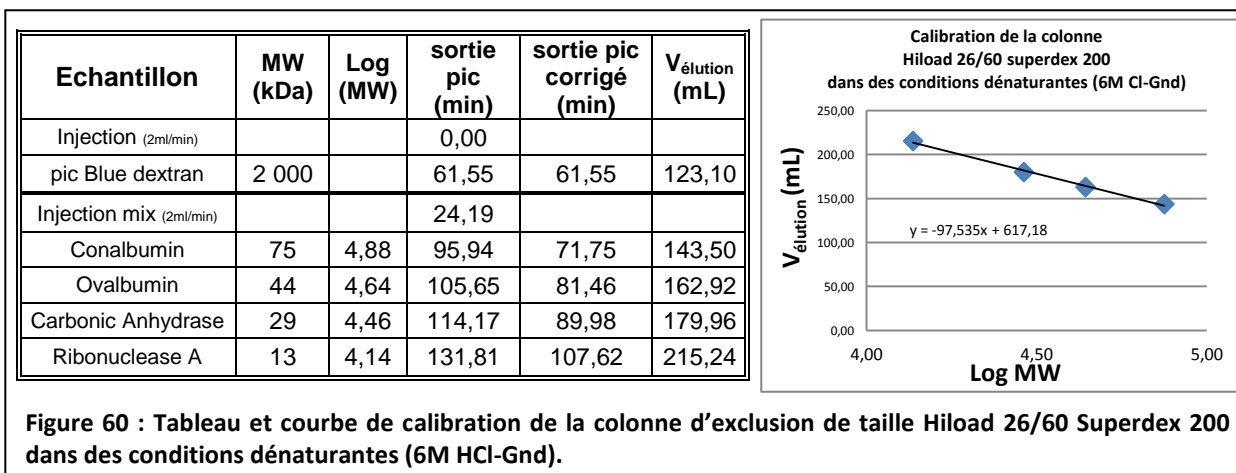 Echantillon MW (kDa) Log (MW) sortie pic (min) sortie pic corrigé (min) Vélution (mL)
Injection (2ml/min) 0,00
pic Blue dextran 2 000 61,55 61,55 123,10
Injection mix (2ml/min) 24,19
Conalbumin 75 4,88 95,94 71,75 143,50
Ovalbumin 44 4,64 105,65 81,46 162,92
Carbonic Anhydrase 29 4,46 114,17 89,98 179,96
Ribonuclease A 13 4,14 131,81 107,62 215,24
Calibration de la colonne
Hiload 26/60 superdex 200
dans des conditions dénaturantes (6M Cl-Gnd)
Vélution (mL)
250,00
200,00
150,00
100,00
50,00
0,00
y = -97,535x + 617,18
4,00 4,50 5,00
Log MW
Figure 60 : Tableau et courbe de calibration de la colonne d'exclusion de taille Hiload 26/60 Superdex 200
dans des conditions dénaturantes (6M HCl-Gnd).